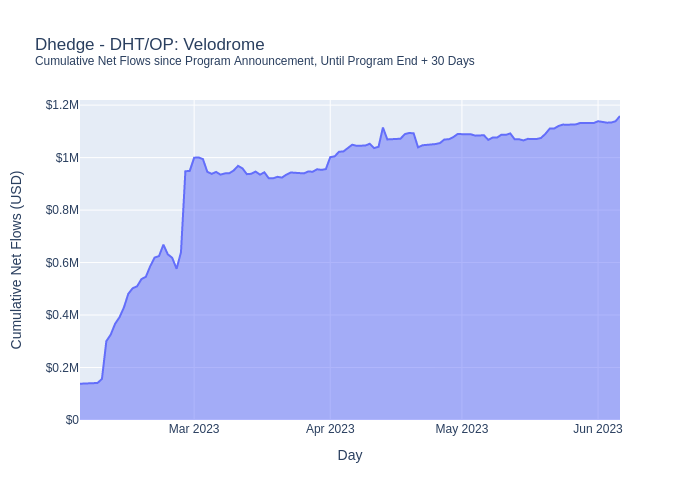 Dhedge - DHT/OP: Velodrome
Cumulative Net Flows since Program Announcement, Until Program End + 30 Days
Cumulative Net Flows (USD)
$1.2M
$1M
$0.8M
$0.6M
$0.4M
$0.2M
$0
Mar 2023
Apr 2023
May 2023
Jun 2023
Day